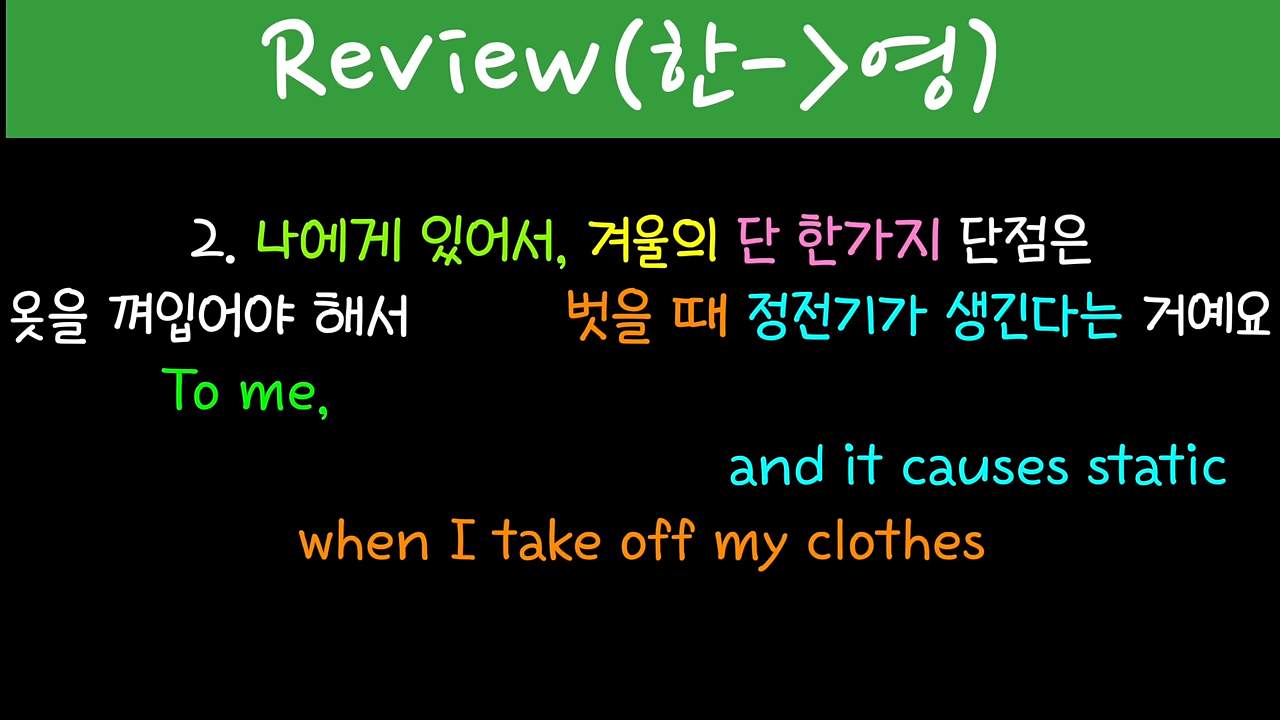 Review(한->영)
2. 나에게 있어서, 겨울의 단 한가지 단점은
옷을 껴입어야 해서 벗을 때 정전기가 생긴다는 거예요
To me,
and it causes static
when I take off my clothes